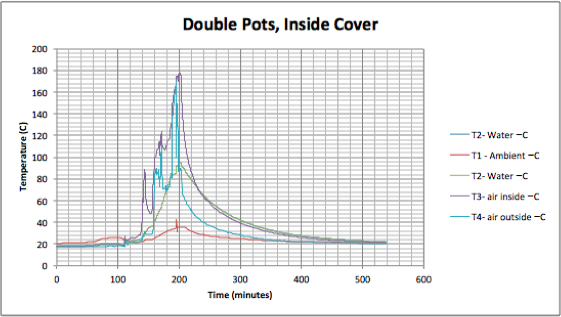 Double Pots, Inside Cover
Temperature (C)
200
180
160
140
120
100
80
60
40
20
0
0 100 200 300 400 500 600
Time (minutes)
T2- Water −C
T1 - Ambient −C
T2- Water −C
T3- air inside −C
T4- air outside −C